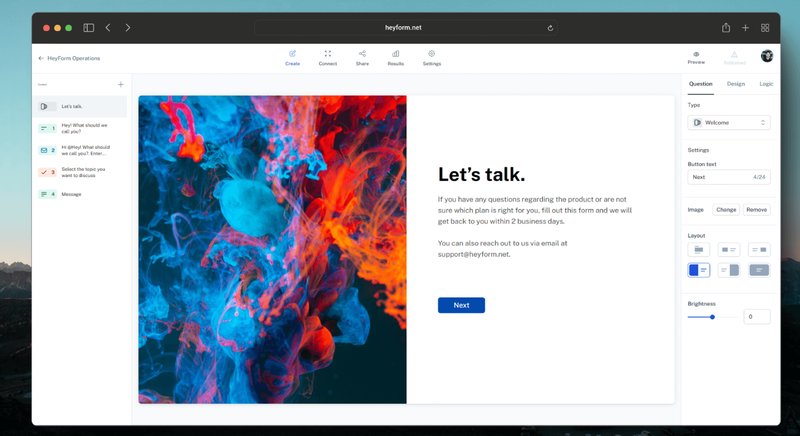 heyform.net
HeyForm Operations
Create
Connect
Share
Results
Settings
Preview
Let's talk.
1 Hey! What should we
call you?
2 Hi @Hey! What should
we call you?. Enter...
3 Select the topic you
want to discuss
4 Message
Let's talk.
If you have any questions regarding the product or are not
sure which plan is right for you, fill out this form and we will
get back to you within 2 business days.
You can also reach out to us via email at
support@heyform.net.
Next
Question Design Logic
Type
Welcome
Settings
Button text
Next 4/24
Image Change Remove
Layout
Brightness
0